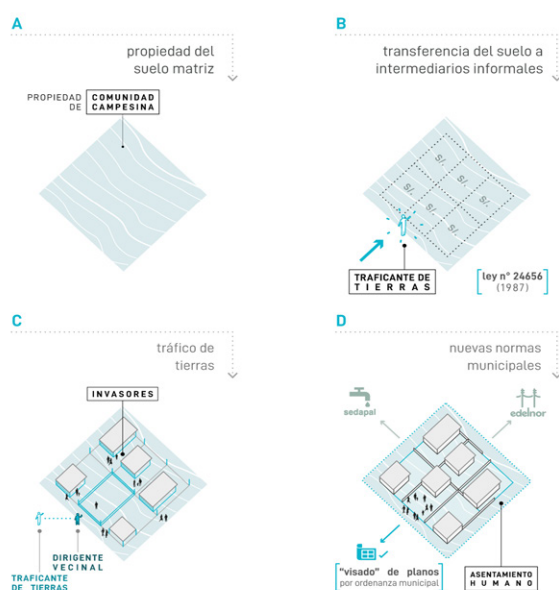 A
propiedad del
suelo matriz
PROPIEDAD DE
COMUNIDAD
CAMPESINA
B
transferencia del suelo a
intermediarios informales
S/.
S/.
S/.
S/.
S/.
S/.
S/.
TRAFICANTE DE
TIERRAS
[ley n° 24656
(1987)]
C
tráfico de
tierras
INVASORES
DIRIGENTE
VECINAL
TRAFICANTE
DE TIERRAS
D
nuevas normas
municipales
sedapal
edelnor
["visado" de planos
por ordenanza municipal]
ASENTAMIENTO
HUMANO